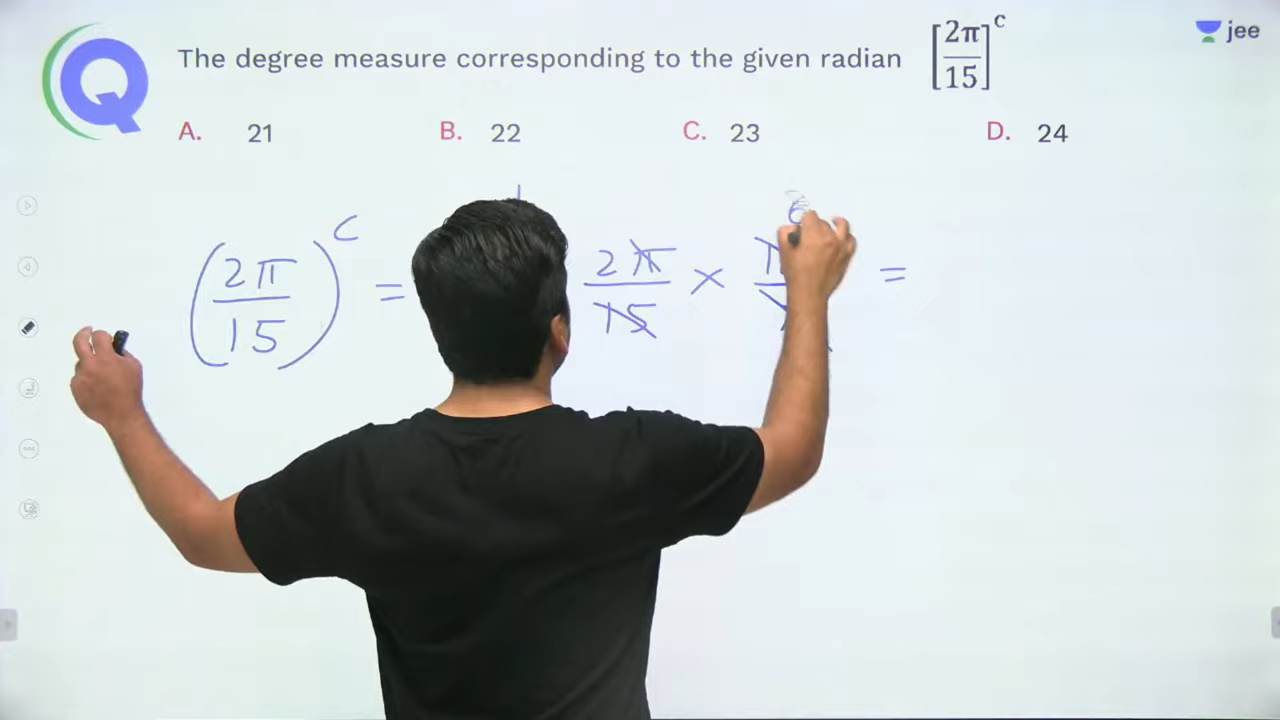 The degree measure corresponding to the given radian [2π/15]ᶜ
jee
A. 21 B. 22 C. 23 D. 24
(2π/15)ᶜ = 2π/15 × =